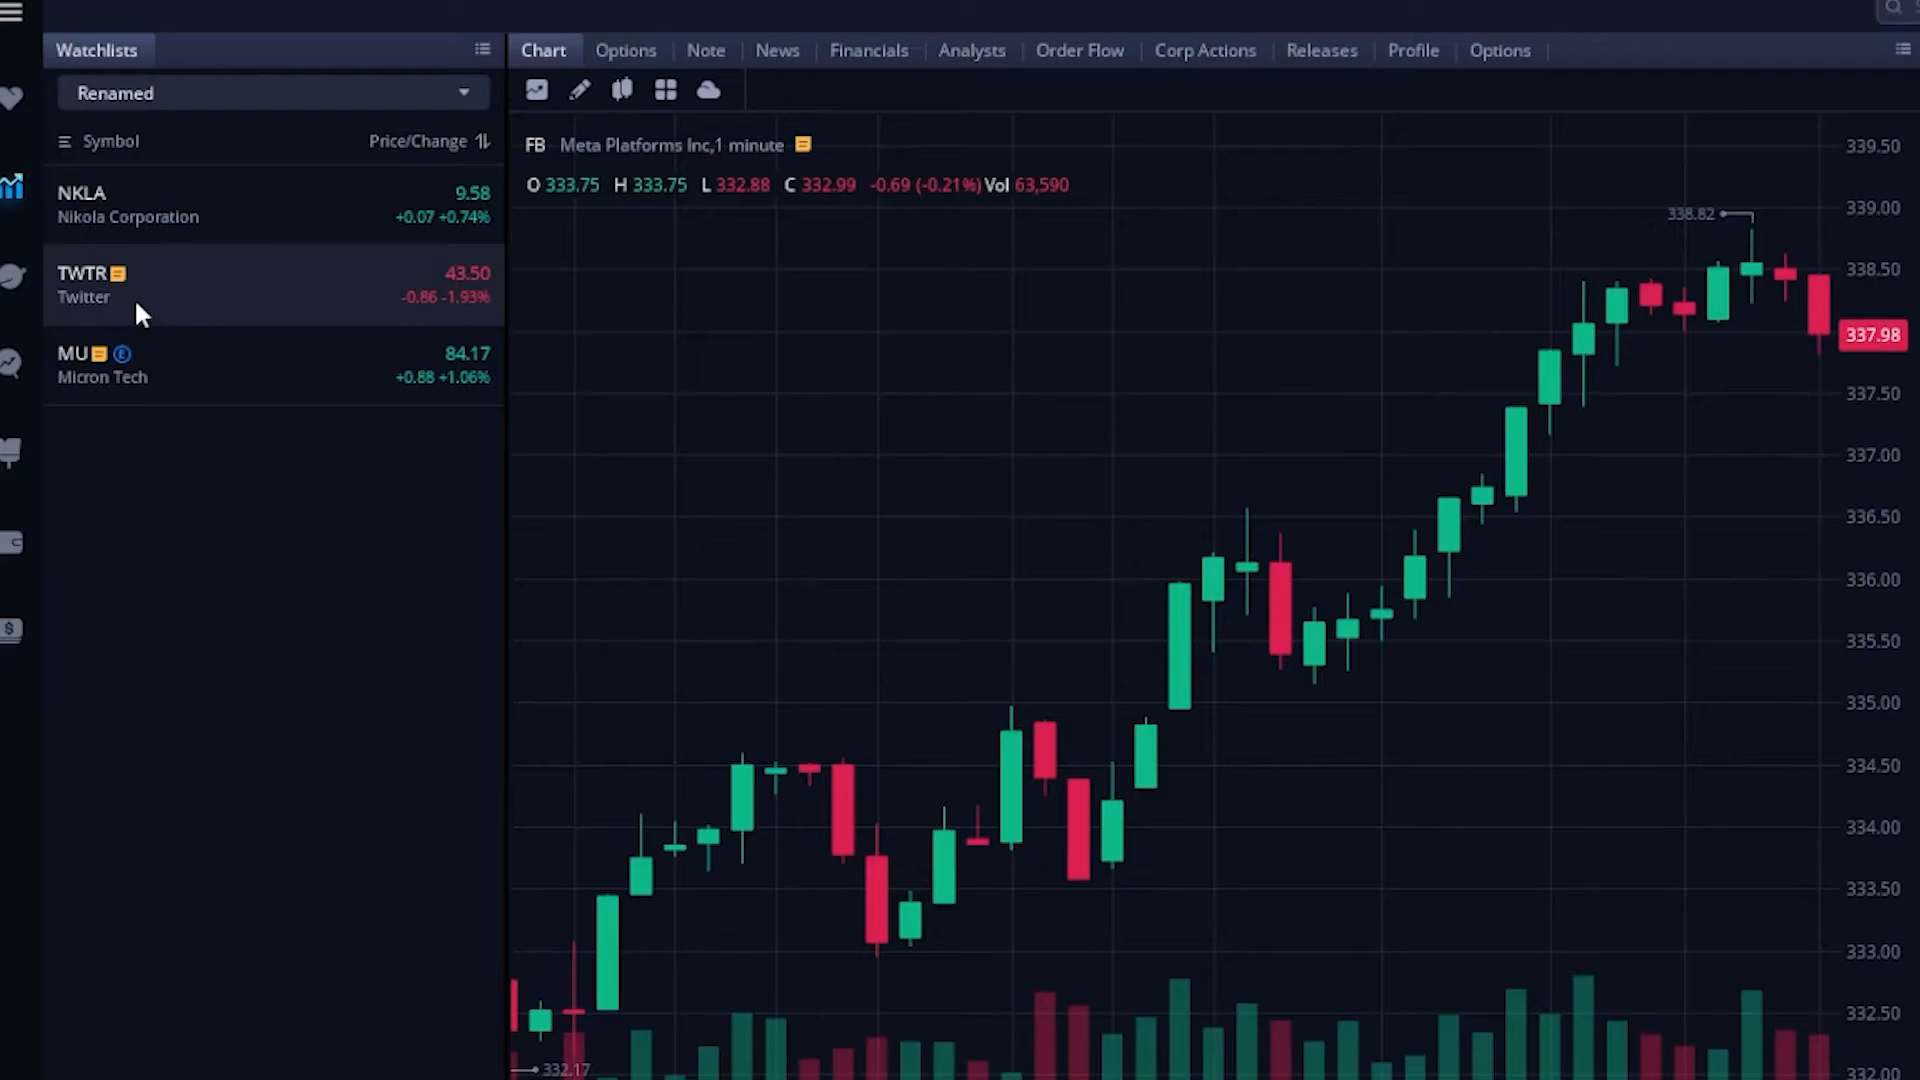 Watchlists
Chart Options Note News Financials Analysts Order Flow Corp Actions Releases Profile Options
Renamed
Symbol Price/Change
NKLA 9.58
Nikola Corporation +0.07 +0.74%
TWTR 43.50
Twitter -0.86 -1.93%
MU E 84.17
Micron Tech +0.88 +1.06%
FB Meta Platforms Inc,1 minute
O 333.75 H 333.75 L 332.88 C 332.99 -0.69 (-0.21%) Vol 63,590
339.50
339.00
338.82
338.50
337.98
337.50
337.00
336.50
336.00
335.50
335.00
334.50
334.00
333.50
333.00
332.50
332.17
332.00
$